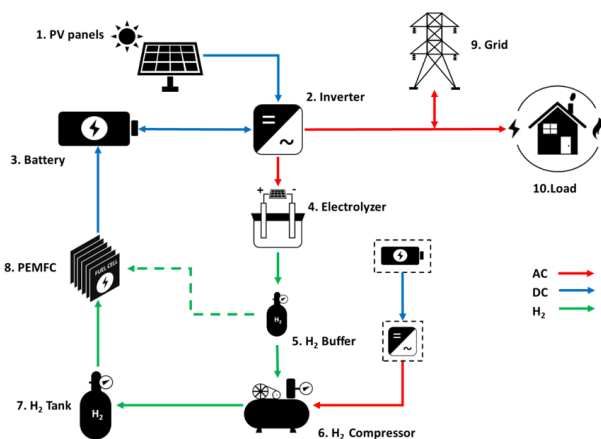 1. PV panels
9. Grid
2. Inverter
3. Battery
10.Load
+ -
4. Electrolyzer
8. PEMFC
FUEL CELL
AC
DC
H₂
H₂
5. H₂ Buffer
7. H₂ Tank
H₂
6. H₂ Compressor